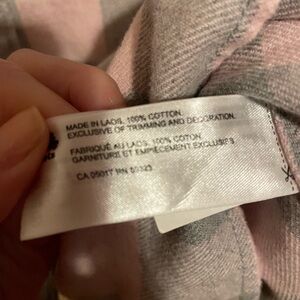 MADE IN LAOS, 100% COTTON
EXCLUSIVE OF TRIMMING AND DECORATION.
FABRIQUÉ AU LAOS, 100% COTON
GARNITURE ET EMPIÈCEMENT EXCLUSIFS
CA 05017 RN